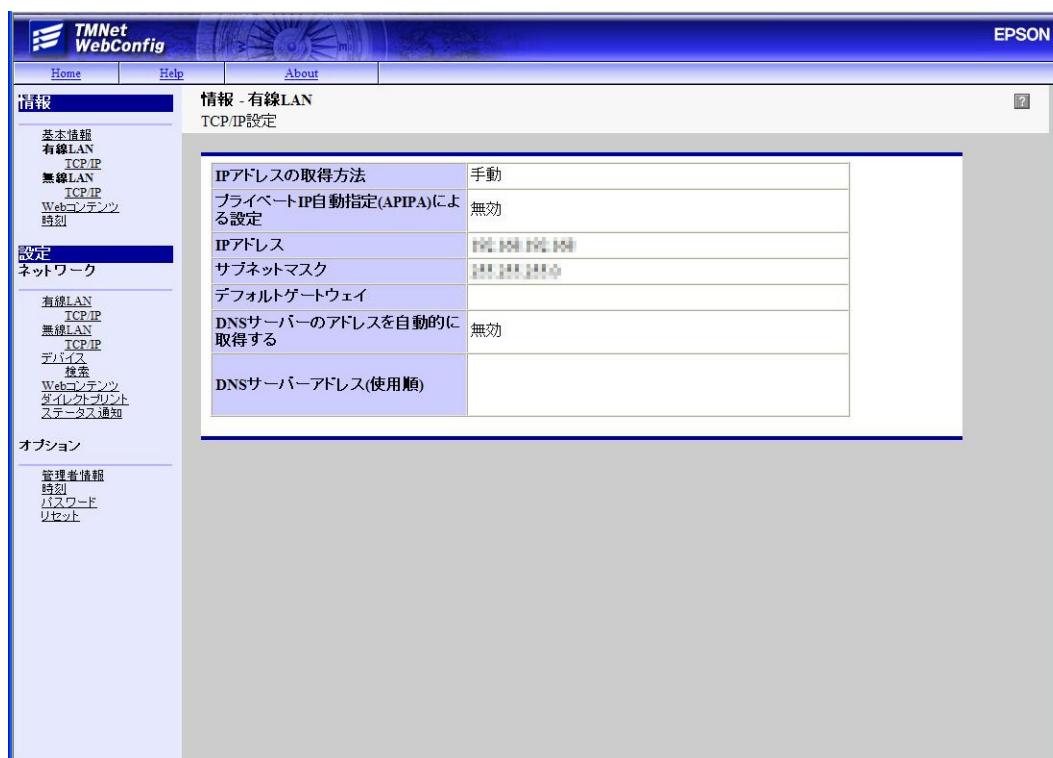 TMNet
WebConfig
EPSON
Home Help About
情報
基本情報
有線LAN
TCP/IP
無線LAN
TCP/IP
Webコンテンツ
時刻
設定
ネットワーク
有線LAN
TCP/IP
無線LAN
TCP/IP
デバイス
検索
Webコンテンツ
ダイレクトプリント
ステータス通知
オプション
管理者情報
時刻
パスワード
リセット
情報 - 有線LAN
?
TCP/IP設定
IPアドレスの取得方法 手動
プライベートIP自動指定(APIPA)によ
る設定 無効
IPアドレス
サブネットマスク
デフォルトゲートウェイ
DNSサーバーのアドレスを自動的に
取得する 無効
DNSサーバーアドレス(使用順)